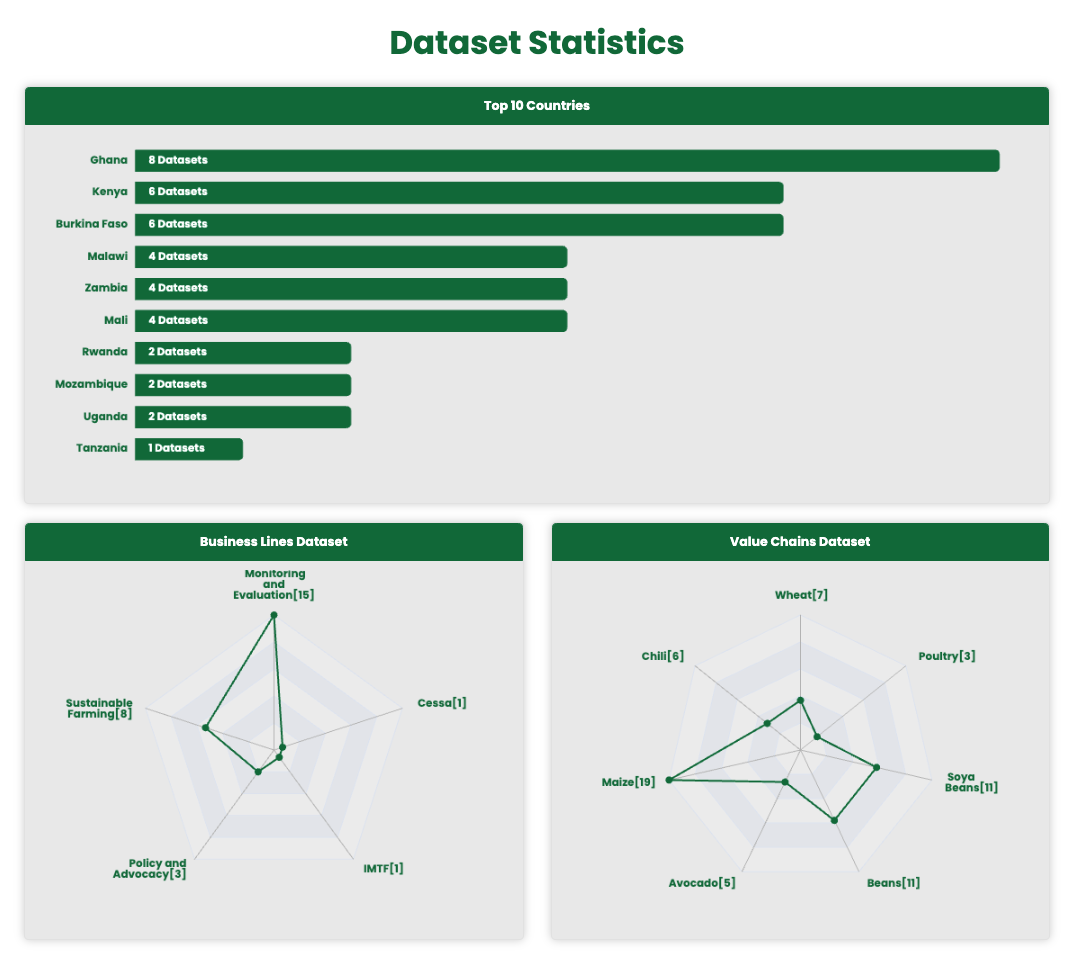 Dataset Statistics
Top 10 Countries
Ghana 8 Datasets
Kenya 6 Datasets
Burkina Faso 6 Datasets
Malawi 4 Datasets
Zambia 4 Datasets
Mali 4 Datasets
Rwanda 2 Datasets
Mozambique 2 Datasets
Uganda 2 Datasets
Tanzania 1 Datasets
Business Lines Dataset
Monitoring
and
Evaluation[15]
Cessa[1]
IMTF[1]
Policy and
Advocacy[3]
Sustainable
Farming[8]
Value Chains Dataset
Wheat[7]
Poultry[3]
Soya
Beans[11]
Beans[11]
Avocado[5]
Maize[19]
Chili[6]